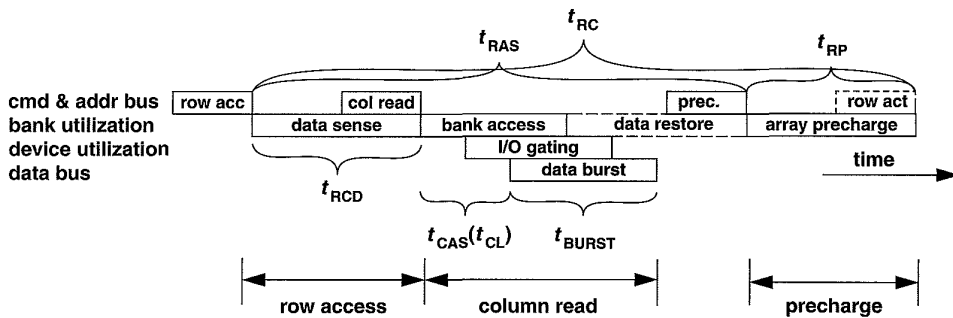 tRC
tRAS
tRP
cmd & addr bus row acc col read prec. row act
bank utilization data sense bank access data restore array precharge
device utilization I/O gating
data bus data burst time
tRCD
tCAS(tCL) tBURST
row access column read precharge